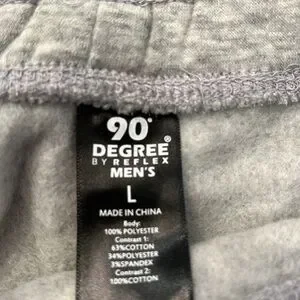 90°
DEGREE®
BY REFLEX
MEN'S
L
MADE IN CHINA
Body:
100% POLYESTER
Contrast 1:
63%COTTON
34%POLYESTER
3%SPANDEX
Contrast 2:
100%COTTON